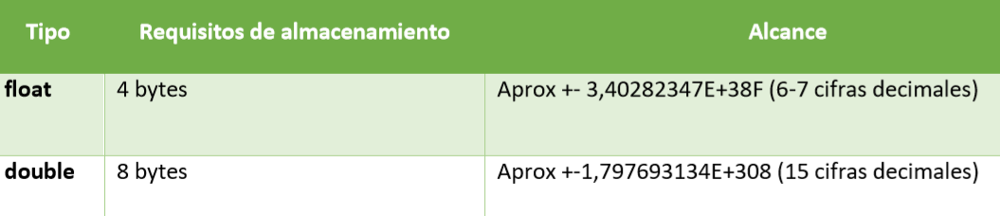 Tipo Requisitos de almacenamiento Alcance
float 4 bytes Aprox +- 3,40282347E+38F (6-7 cifras decimales)
double 8 bytes Aprox +-1,797693134E+308 (15 cifras decimales)